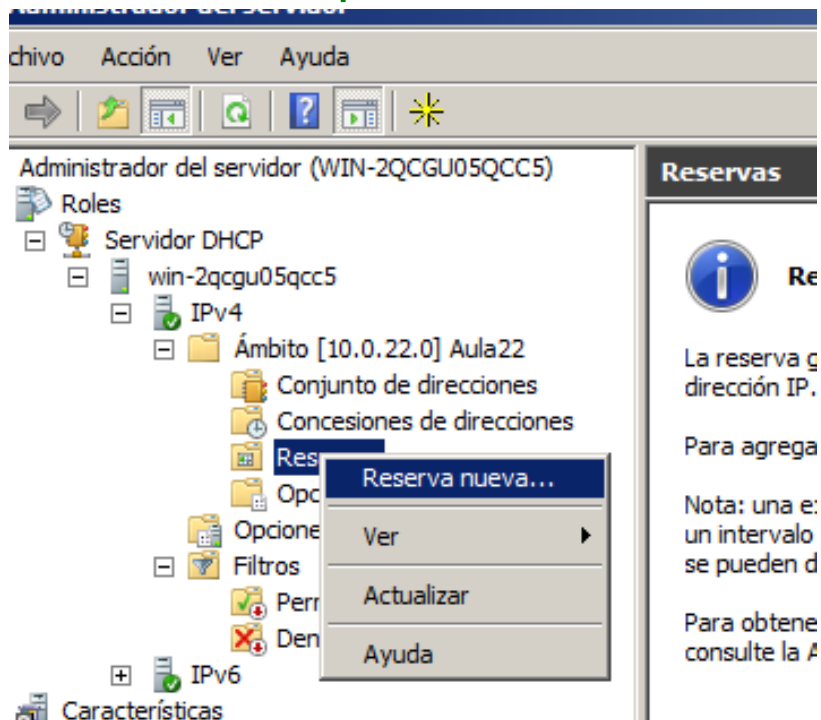 Administrador del servidor
chivo Acción Ver Ayuda
Administrador del servidor (WIN-2QCGU05QCC5)
Roles
Servidor DHCP
win-2qcgu05qcc5
IPv4
Ámbito [10.0.22.0] Aula22
Conjunto de direcciones
Concesiones de direcciones
Res
Opc
Opcione
Filtros
Perr
Den
IPv6
Características
Reserva nueva...
Ver
Actualizar
Ayuda
Reservas
Re
La reserva g
dirección IP.
Para agrega
Nota: una e
un intervalo
se pueden d
Para obtene
consulte la A